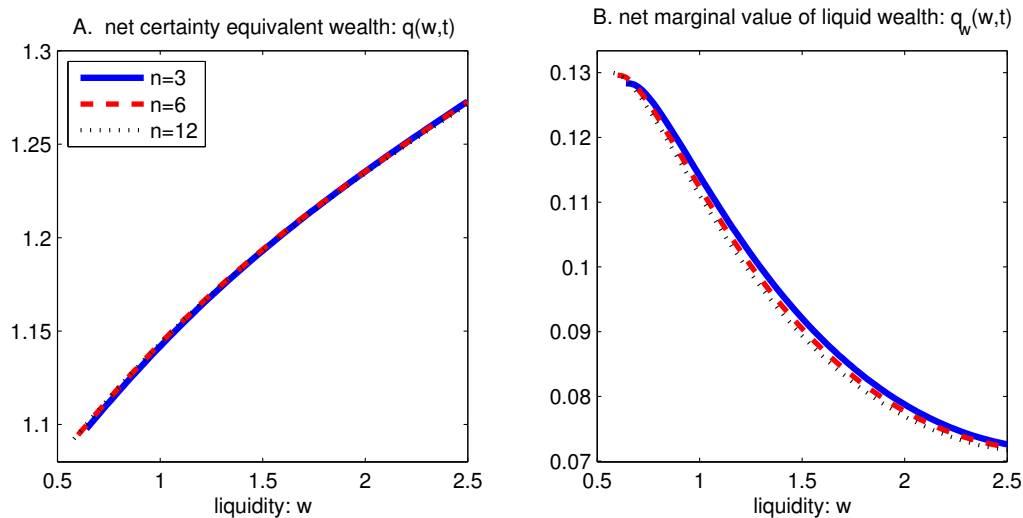 A. net certainty equivalent wealth: q(w,t)
1.3
1.25
1.2
1.15
1.1
n=3
n=6
n=12
0.5 1 1.5 2 2.5
liquidity: w
B. net marginal value of liquid wealth: q_w(w,t)
0.13
0.12
0.11
0.1
0.09
0.08
0.07
0.5 1 1.5 2 2.5
liquidity: w